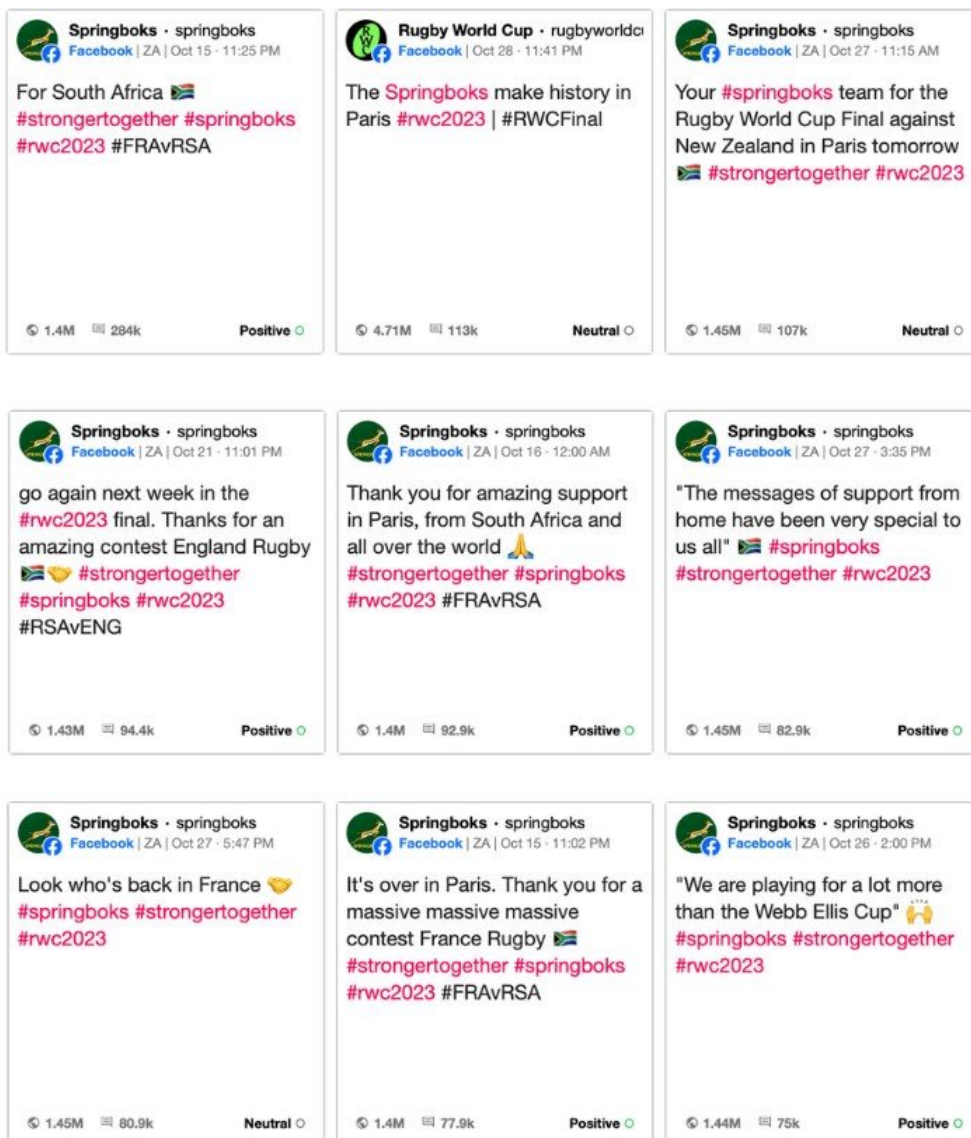 Springboks · springboks
Facebook | ZA | Oct 15 · 11:25 PM
For South Africa 🇿🇦
#strongertogether #springboks
#rwc2023 #FRAvRSA
1.4M 284k Positive
Rugby World Cup · rugbyworldcu
Facebook | Oct 28 · 11:41 PM
The Springboks make history in
Paris #rwc2023 | #RWCFinal
4.71M 113k Neutral
Springboks · springboks
Facebook | ZA | Oct 27 · 11:15 AM
Your #springboks team for the
Rugby World Cup Final against
New Zealand in Paris tomorrow
🇿🇦 #strongertogether #rwc2023
1.45M 107k Neutral
Springboks · springboks
Facebook | ZA | Oct 21 · 11:01 PM
go again next week in the
#rwc2023 final. Thanks for an
amazing contest England Rugby
🇿🇦🤝 #strongertogether
#springboks #rwc2023
#RSAvENG
1.43M 94.4k Positive
Springboks · springboks
Facebook | ZA | Oct 16 · 12:00 AM
Thank you for amazing support
in Paris, from South Africa and
all over the world 🙏
#strongertogether #springboks
#rwc2023 #FRAvRSA
1.4M 92.9k Positive
Springboks · springboks
Facebook | ZA | Oct 27 · 3:35 PM
"The messages of support from
home have been very special to
us all" 🇿🇦 #springboks
#strongertogether #rwc2023
1.45M 82.9k Positive
Springboks · springboks
Facebook | ZA | Oct 27 · 5:47 PM
Look who's back in France 🤝
#springboks #strongertogether
#rwc2023
1.45M 80.9k Neutral
Springboks · springboks
Facebook | ZA | Oct 15 · 11:02 PM
It's over in Paris. Thank you for a
massive massive massive
contest France Rugby 🇿🇦
#strongertogether #springboks
#rwc2023 #FRAvRSA
1.4M 77.9k Positive
Springboks · springboks
Facebook | ZA | Oct 26 · 2:00 PM
"We are playing for a lot more
than the Webb Ellis Cup" 🙌
#springboks #strongertogether
#rwc2023
1.44M 75k Positive